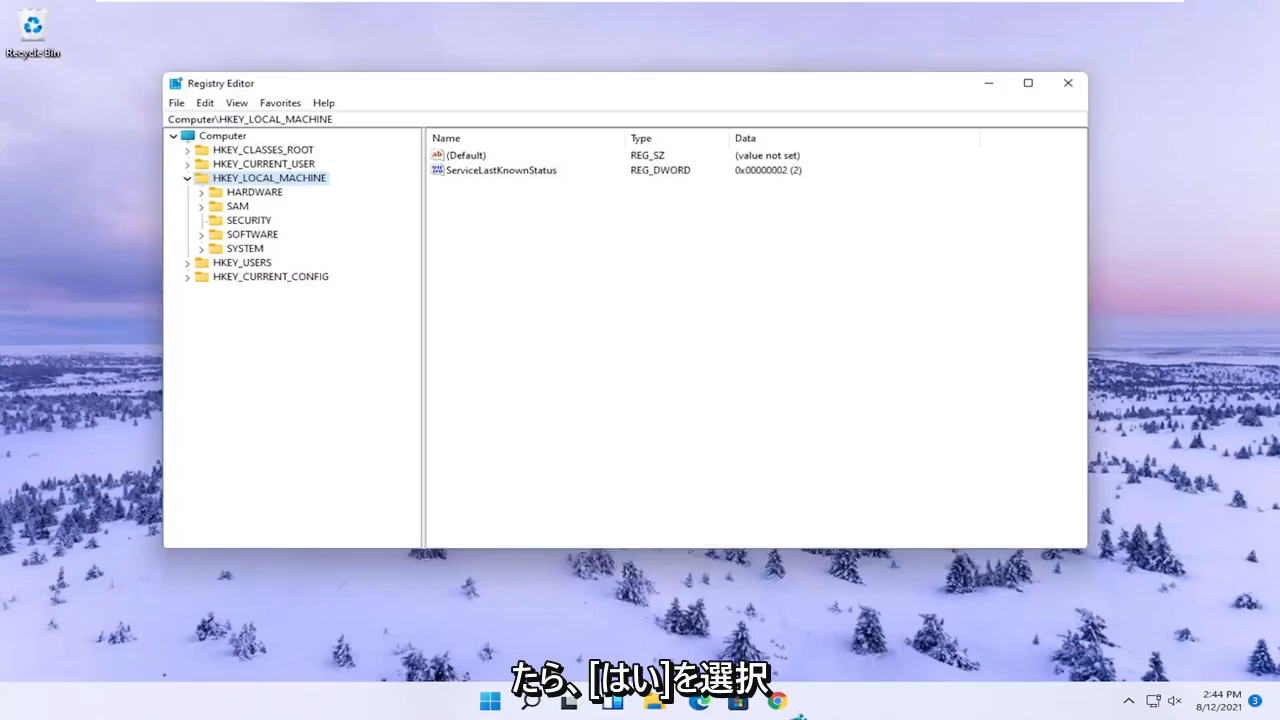 Recycle Bin
Registry Editor
File Edit View Favorites Help
Computer\HKEY_LOCAL_MACHINE
Computer
HKEY_CLASSES_ROOT
HKEY_CURRENT_USER
HKEY_LOCAL_MACHINE
HARDWARE
SAM
SECURITY
SOFTWARE
SYSTEM
HKEY_USERS
HKEY_CURRENT_CONFIG
Name Type Data
(Default) REG_SZ (value not set)
ServiceLastKnownStatus REG_DWORD 0x00000002 (2)
たら、[はい]を選択
2:44 PM
8/12/2021
3